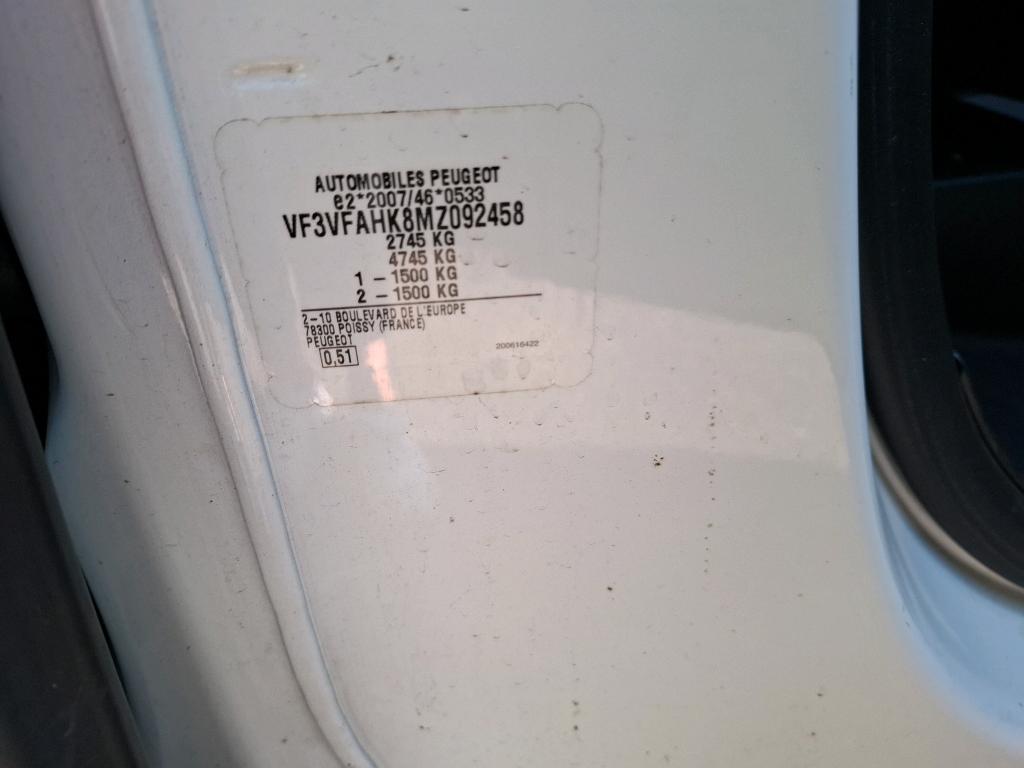 AUTOMOBILES PEUGEOT
e2*2007/46*0533
VF3VFAHK8MZ092458
2745 KG
4745 KG
1 - 1500 KG
2 - 1500 KG
2-10 BOULEVARD DE L'EUROPE
78300 POISSY (FRANCE)
PEUGEOT
0,51
200616422